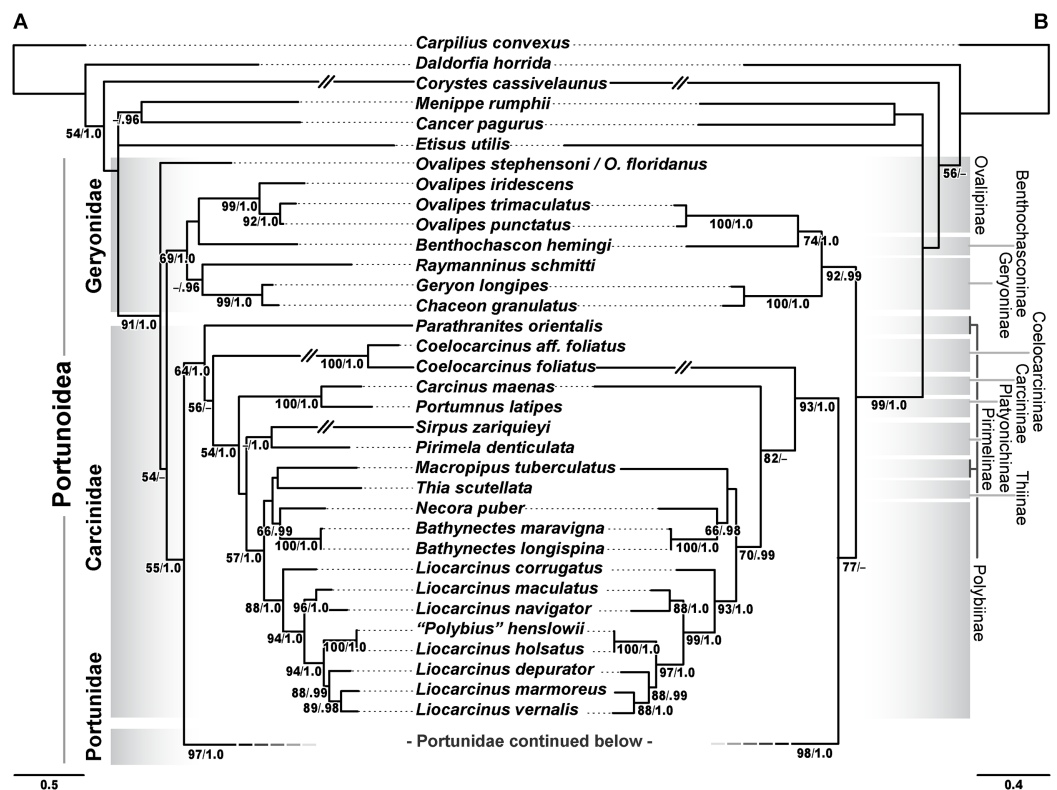 A
B
Carpilius convexus
Daldorfia horrida
Corystes cassivelaunus
Menippe rumphii
–/.96
Cancer pagurus
54/1.0
Etisus utilis
Ovalipes stephensoni / O. floridanus
56/–
Ovalipes iridescens
99/1.0
Ovalipes trimaculatus
92/1.0
Ovalipes punctatus
100/1.0
Benthochascon hemingi
74/1.0
69/1.0
Raymanninus schmitti
92/.99
–/.96
Geryon longipes
99/1.0
Chaceon granulatus
100/1.0
91/1.0
Parathranites orientalis
Coelocarcinus aff. foliatus
100/1.0
Coelocarcinus foliatus
64/1.0
Carcinus maenas
56/–
100/1.0
Portumnus latipes
93/1.0
99/1.0
Sirpus zariquieyi
54/1.0
–/1.0
Pirimela denticulata
82/–
Macropipus tuberculatus
54/–
Thia scutellata
Necora puber
66/.99
Bathynectes maravigna
66/.98
100/1.0
Bathynectes longispina
100/1.0
57/1.0
70/.99
55/1.0
Liocarcinus corrugatus
77/–
Liocarcinus maculatus
88/1.0
96/1.0
Liocarcinus navigator
88/1.0
93/1.0
“Polybius” henslowii
94/1.0
100/1.0
Liocarcinus holsatus
100/1.0
99/1.0
94/1.0
Liocarcinus depurator
97/1.0
88/.99
Liocarcinus marmoreus
88/.99
89/.98
Liocarcinus vernalis
88/1.0
- Portunidae continued below -
97/1.0
98/1.0
Portunoidea
Geryonidae
Carcinidae
Portunidae
Ovalipinae
Benthochasconinae
Geryoninae
Coelocarcininae
Carcininae
Platyonichinae
Pirimelinae
Thiinae
Polybiinae
0.5
0.4